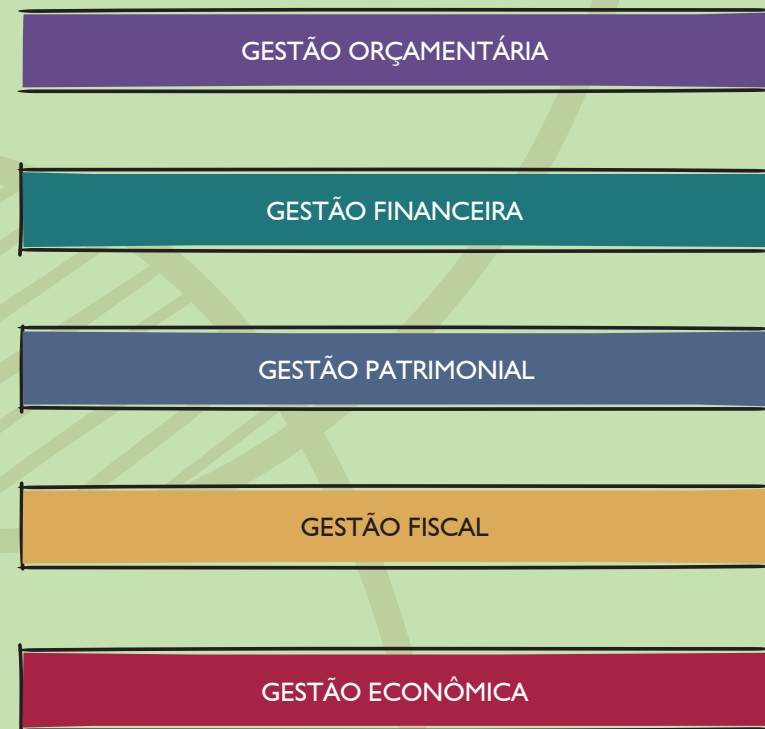 GESTÃO ORÇAMENTÁRIA
GESTÃO FINANCEIRA
GESTÃO PATRIMONIAL
GESTÃO FISCAL
GESTÃO ECONÔMICA